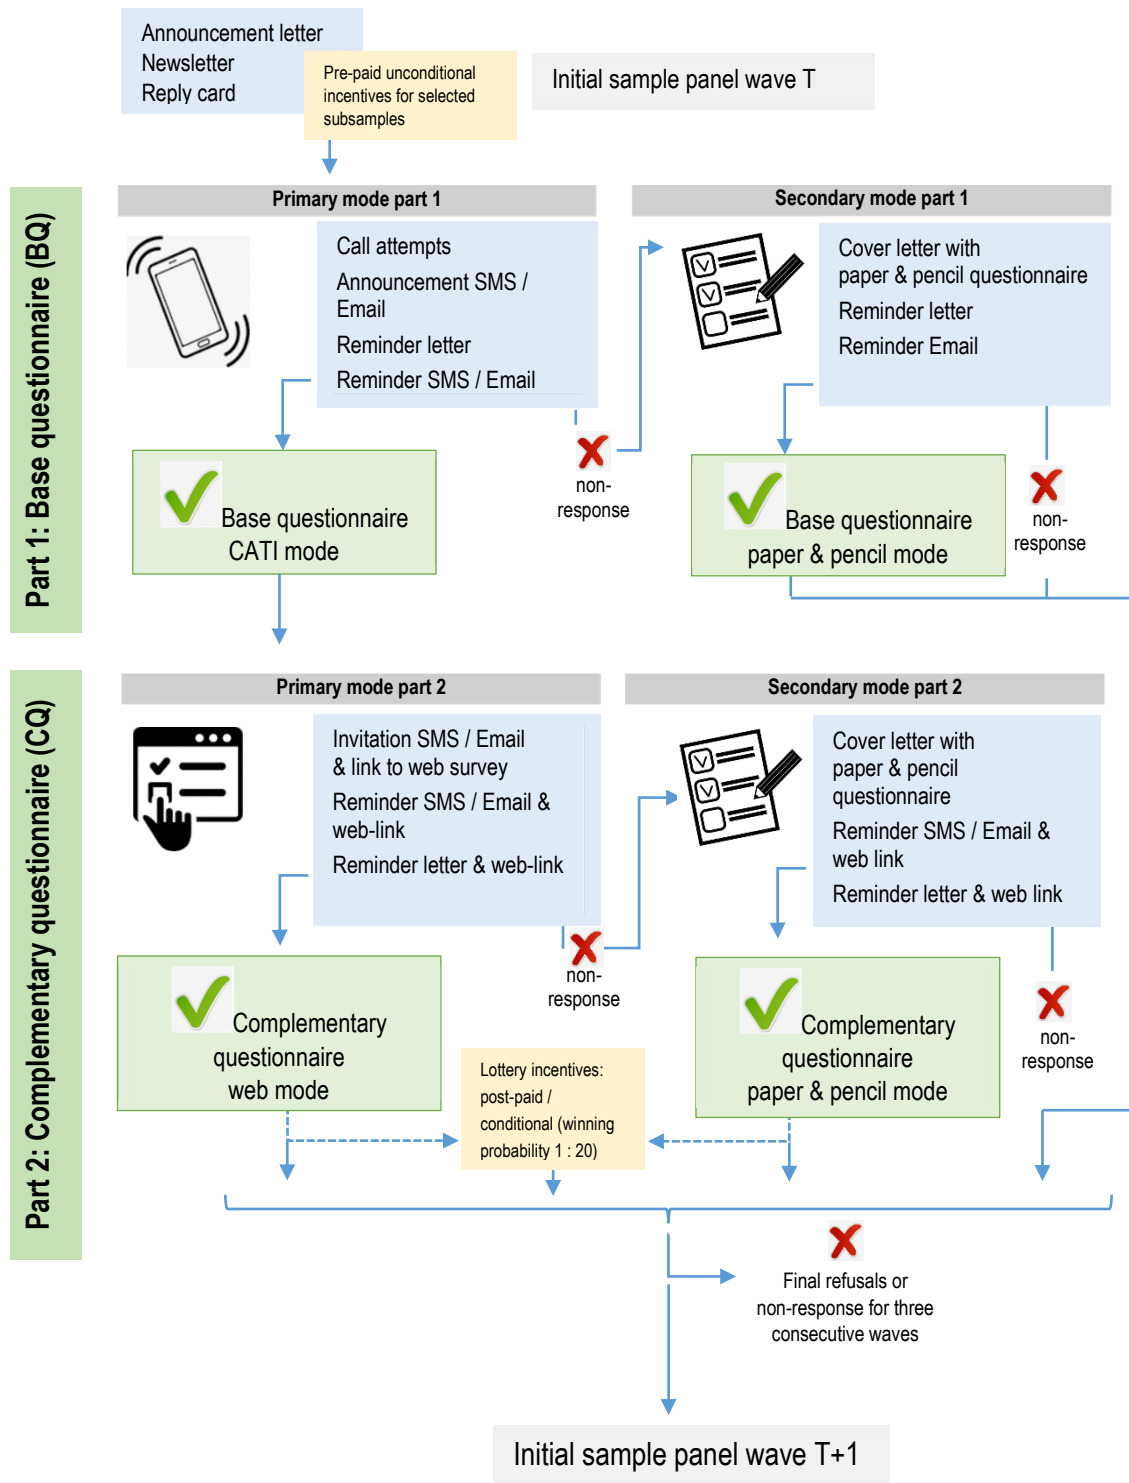 Announcement letter
Newsletter
Reply card
Pre-paid unconditional
incentives for selected
subsamples
Initial sample panel wave T
Part 1: Base questionnaire (BQ)
Primary mode part 1
Secondary mode part 1
Call attempts
Announcement SMS /
Email
Reminder letter
Reminder SMS / Email
Cover letter with
paper & pencil questionnaire
Reminder letter
Reminder Email
non-
response
Base questionnaire
CATI mode
Base questionnaire
paper & pencil mode
non-
response
Part 2: Complementary questionnaire (CQ)
Primary mode part 2
Secondary mode part 2
Invitation SMS / Email
& link to web survey
Reminder SMS / Email &
web-link
Reminder letter & web-link
Cover letter with
paper & pencil
questionnaire
Reminder SMS / Email &
web link
Reminder letter & web link
non-
response
Complementary
questionnaire
web mode
Lottery incentives:
post-paid /
conditional (winning
probability 1 : 20)
Complementary
questionnaire
paper & pencil mode
non-
response
Final refusals or
non-response for three
consecutive waves
Initial sample panel wave T+1